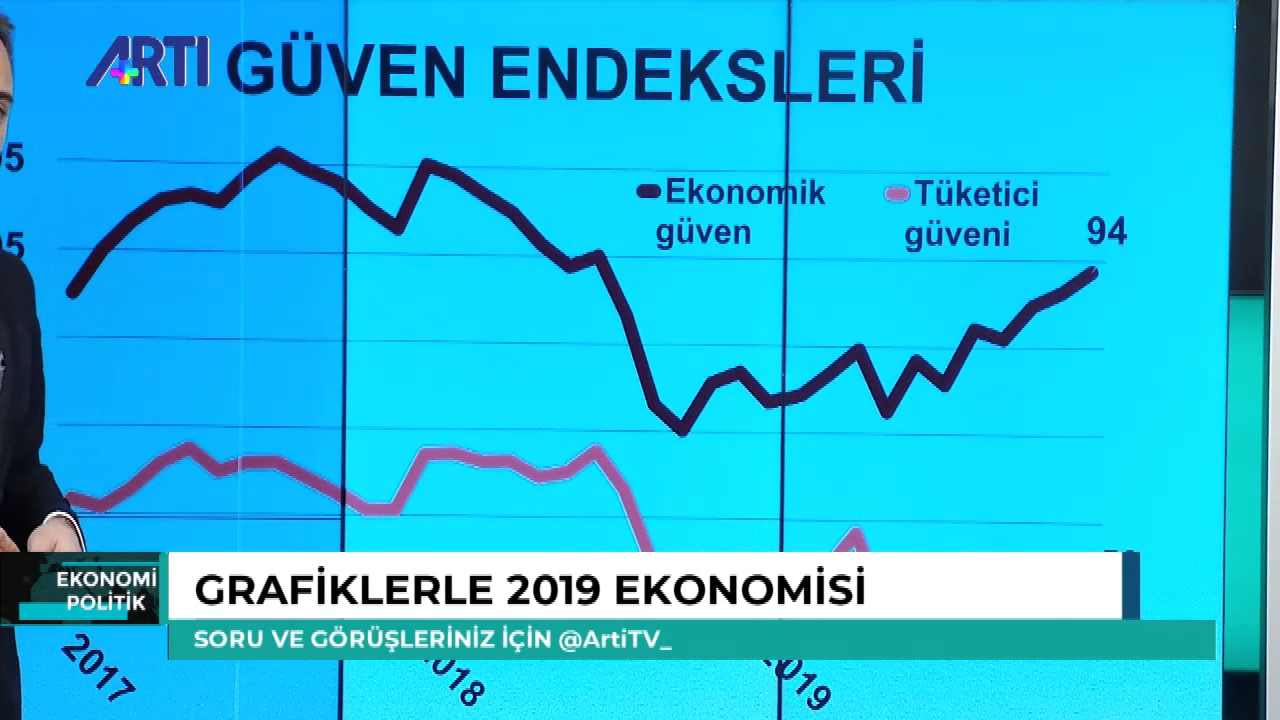 ARTI
GÜVEN ENDEKSLERİ
Ekonomik
güven
Tüketici
güveni
94
EKONOMİ
POLİTİK
GRAFİKLERLE 2019 EKONOMİSİ
SORU VE GÖRÜŞLERİNİZ İÇİN @ArtiTV_
2017
2019